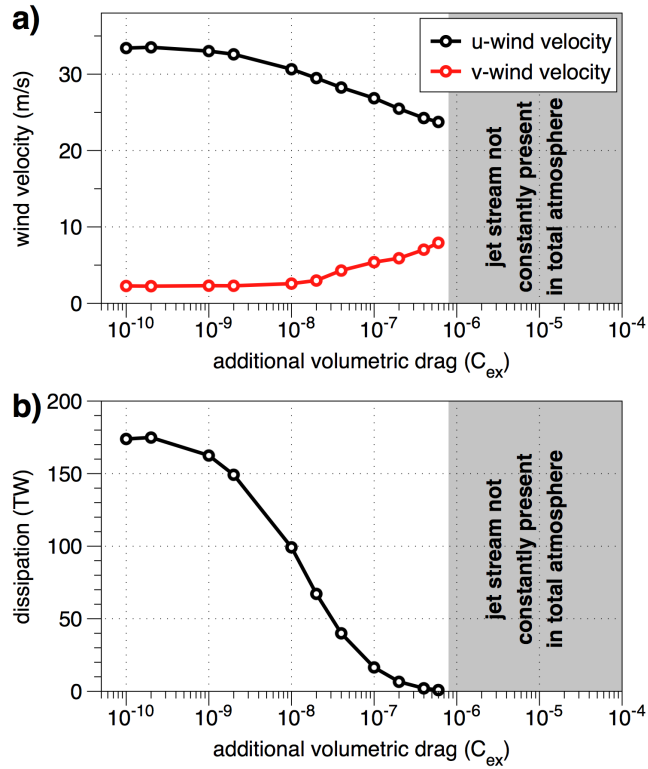 a)
wind velocity (m/s)
30
20
10
0
u-wind velocity
v-wind velocity
jet stream not
constantly present
in total atmosphere
10-10
10-9
10-8
10-7
10-6
10-5
10-4
additional volumetric drag (Cex)
b)
dissipation (TW)
200
150
100
50
0
jet stream not
constantly present
in total atmosphere
10-10
10-9
10-8
10-7
10-6
10-5
10-4
additional volumetric drag (Cex)